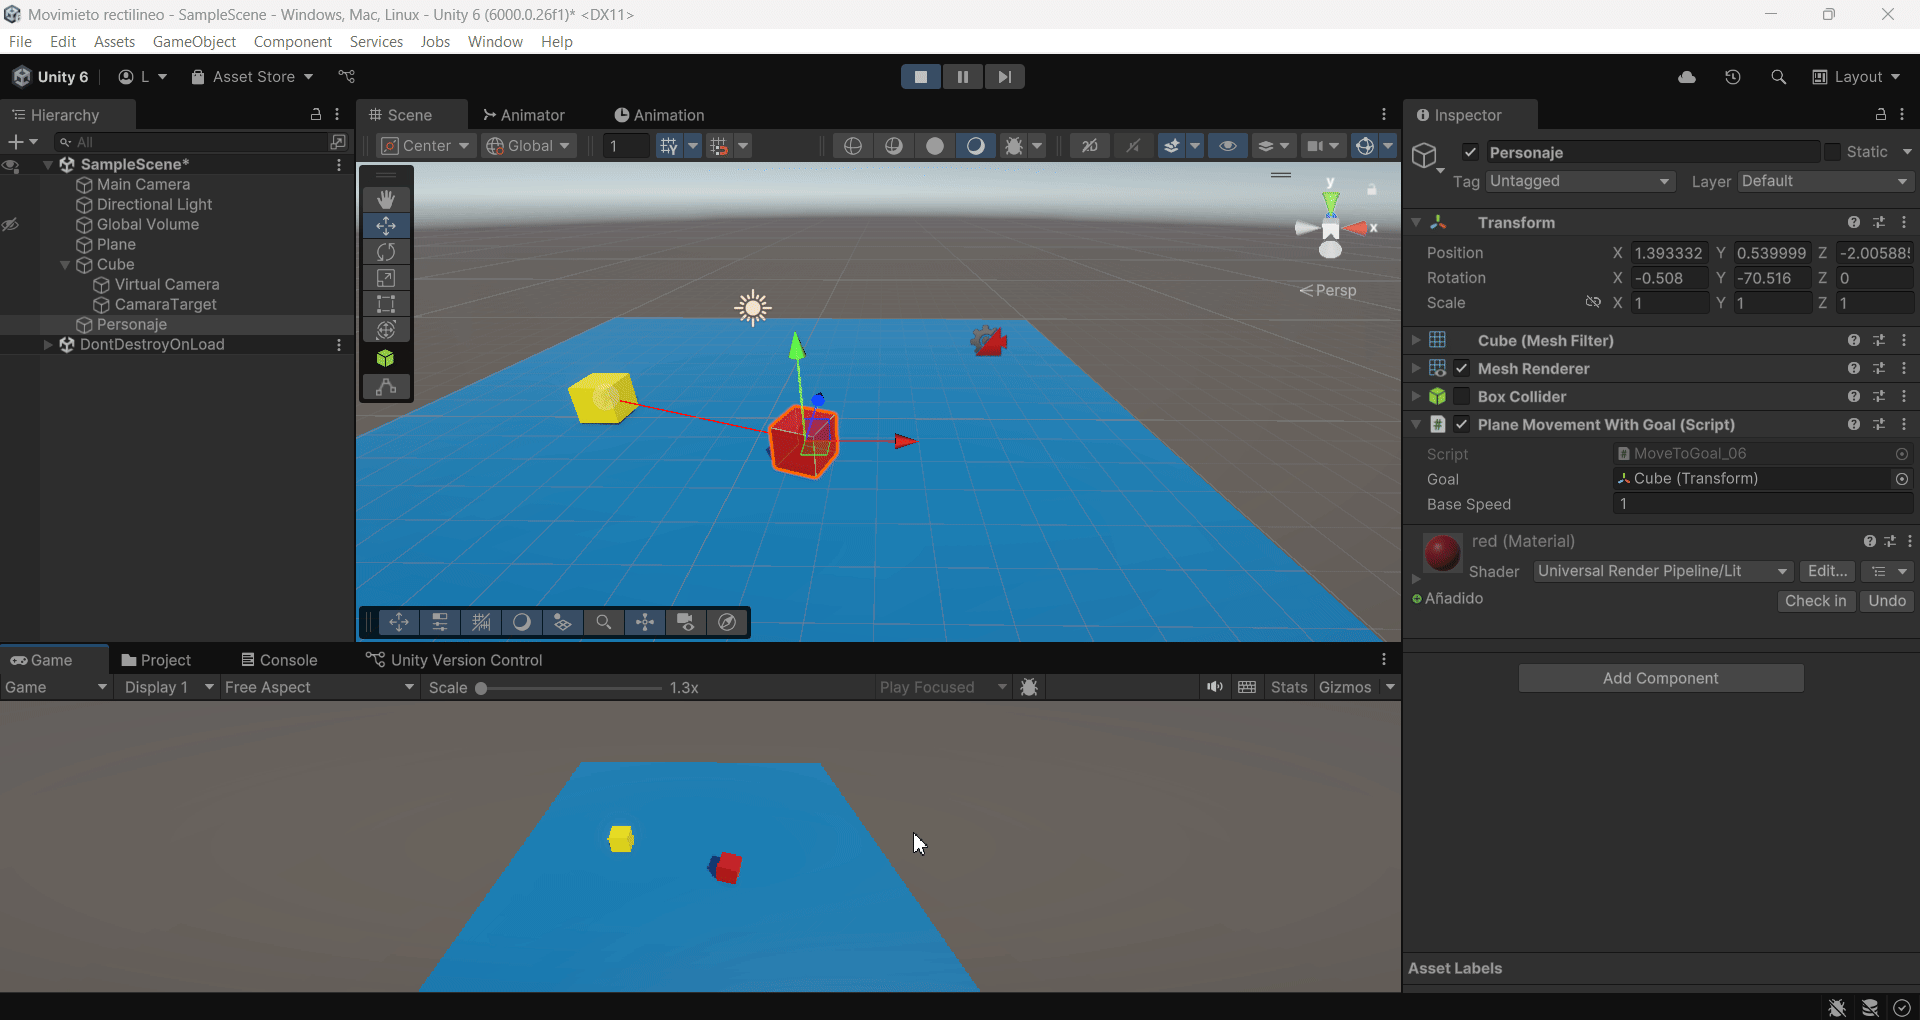 Movimieto rectilineo - SampleScene - Windows, Mac, Linux - Unity 6 (6000.0.26f1)* <DX11>
File Edit Assets GameObject Component Services Jobs Window Help
Unity 6 L Asset Store Layout
Hierarchy
All
SampleScene*
Main Camera
Directional Light
Global Volume
Plane
Cube
Virtual Camera
CamaraTarget
Personaje
DontDestroyOnLoad
Scene Animator Animation
Center Global 1 2D
y
x
Persp
Inspector
Personaje Static
Tag Untagged Layer Default
Transform
Position X 1.393332 Y 0.539999 Z -2.005885
Rotation X -0.508 Y -70.516 Z 0
Scale X 1 Y 1 Z 1
Cube (Mesh Filter)
Mesh Renderer
Box Collider
# Plane Movement With Goal (Script)
Script MoveToGoal_06
Goal Cube (Transform)
Base Speed 1
red (Material)
Shader Universal Render Pipeline/Lit Edit...
Añadido Check in Undo
Add Component
Asset Labels
Game Project Console Unity Version Control
Game Display 1 Free Aspect Scale 1.3x Play Focused Stats Gizmos